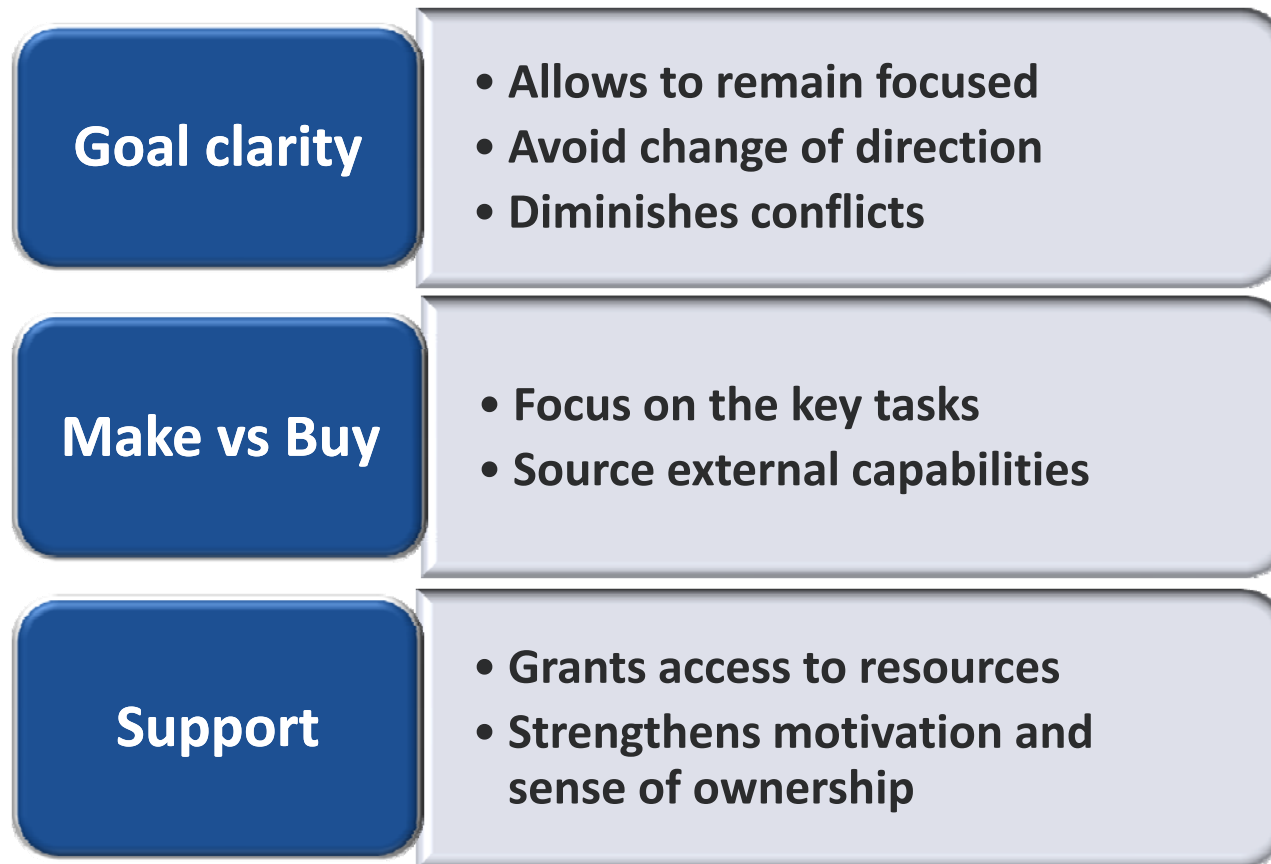 Goal clarity
• Allows to remain focused
• Avoid change of direction
• Diminishes conflicts
Make vs Buy
• Focus on the key tasks
• Source external capabilities
Support
• Grants access to resources
• Strengthens motivation and
sense of ownership